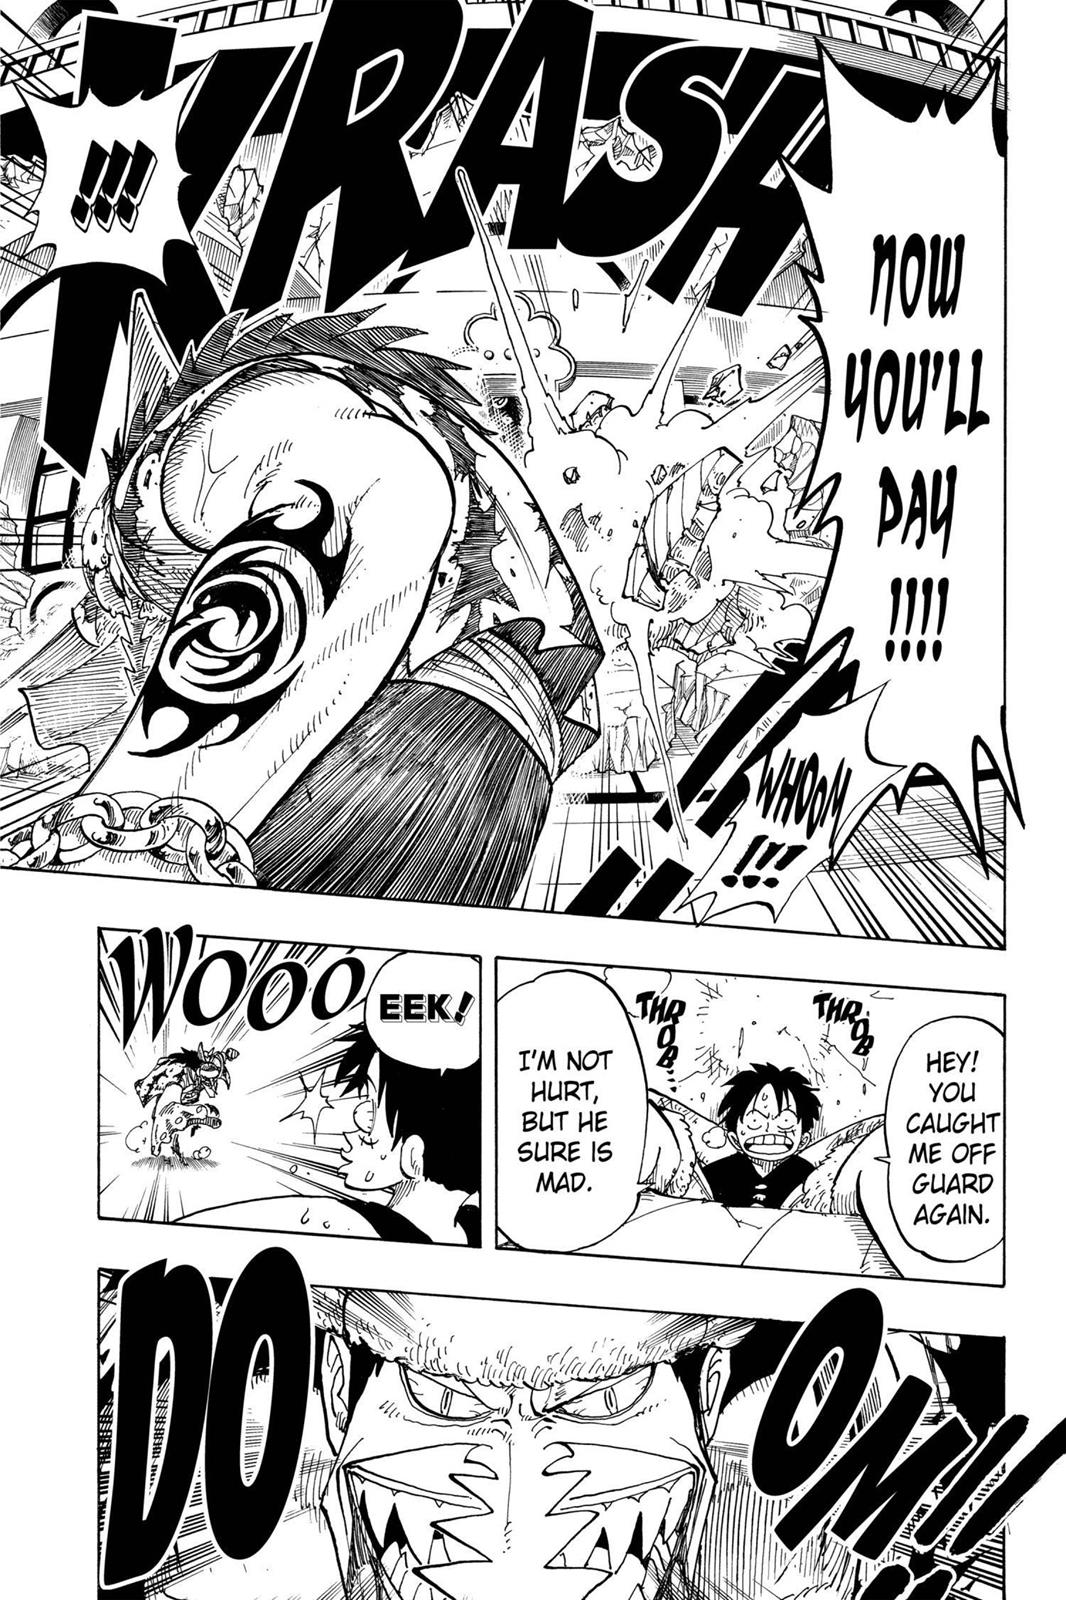 THRASH
!!!
NOW
YOU'LL
PAY
!!!!
WHOOM
!!!
HEY!
YOU
CAUGHT
ME OFF
GUARD
AGAIN.
THROB
THROB
I'M NOT
HURT,
BUT HE
SURE IS
MAD.
EEK!
WOOO
DOOM!!